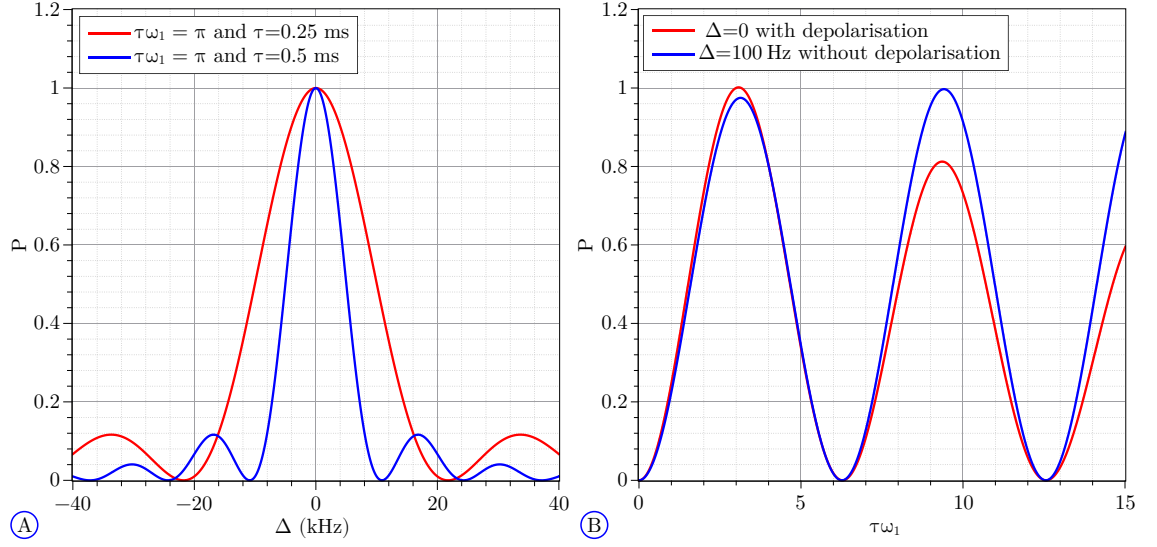 τω₁ = π and τ=0.25 ms
τω₁ = π and τ=0.5 ms
1.2
1
0.8
0.6
0.4
0.2
0
P
−40
−20
0
20
40
Δ (kHz)
A
Δ=0 with depolarisation
Δ=100 Hz without depolarisation
1.2
1
0.8
0.6
0.4
0.2
0
P
0
5
10
15
τω₁
B